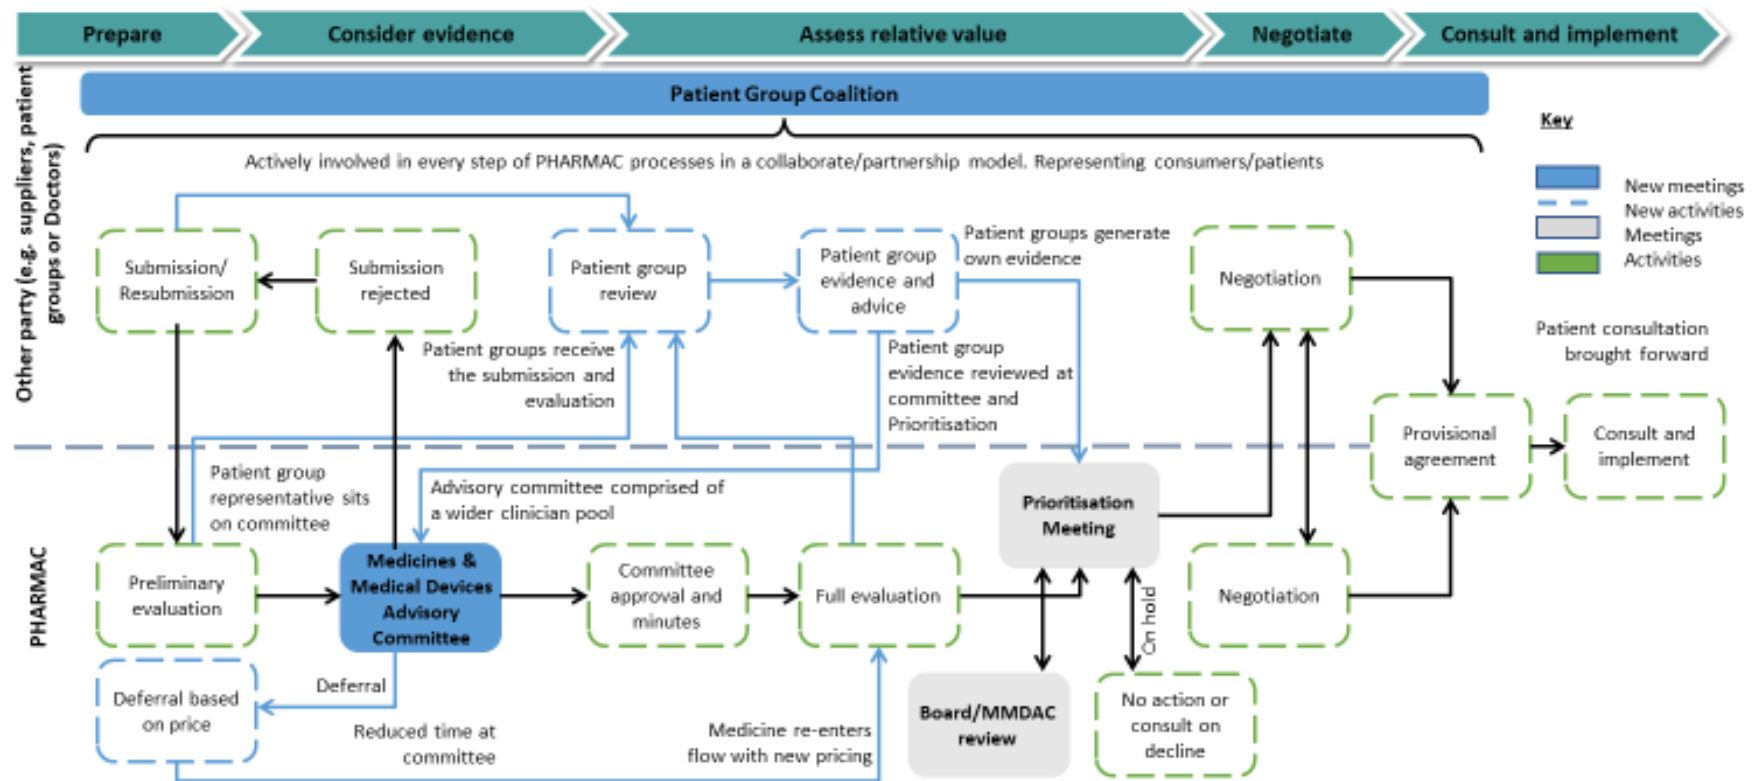 Prepare
Consider evidence
Assess relative value
Negotiate
Consult and implement
Other party (e.g. suppliers, patient
groups or Doctors)
Patient Group Coalition
Actively involved in every step of PHARMAC processes in a collaborate/partnership model. Representing consumers/patients
Key
New meetings
New activities
Meetings
Activities
Submission/
Resubmission
Submission
rejected
Patient group
review
Patient group
evidence and
advice
Patient groups generate
own evidence
Negotiation
Patient consultation
brought forward
Patient groups receive
the submission and
evaluation
Patient group
evidence reviewed at
committee and
Prioritisation
Provisional
agreement
Consult and
implement
PHARMAC
Patient group
representative sits
on committee
Advisory committee comprised of
a wider clinician pool
Prioritisation
Meeting
Preliminary
evaluation
Medicines &
Medical Devices
Advisory
Committee
Committee
approval and
minutes
Full evaluation
On hold
Negotiation
Deferral based
on price
Deferral
Reduced time at
committee
Medicine re-enters
flow with new pricing
Board/MMDAC
review
No action or
consult on
decline